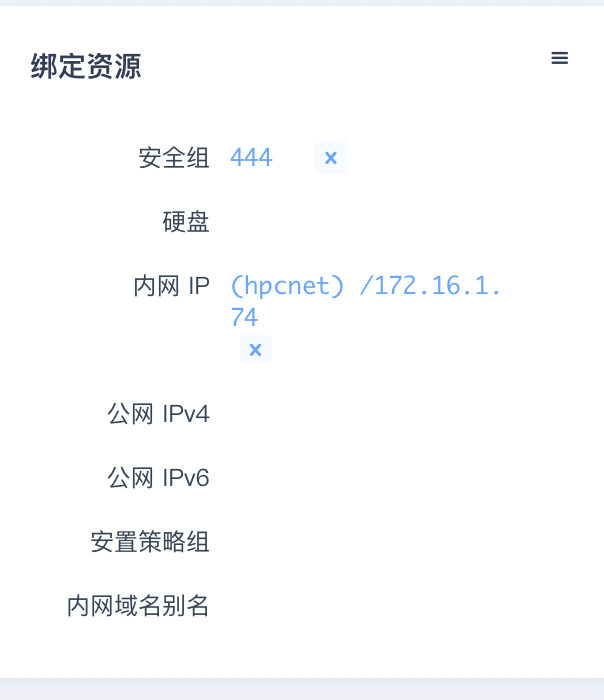 绑定资源
安全组 444 x
硬盘
内网 IP (hpcnet) /172.16.1.
74
x
公网 IPv4
公网 IPv6
安置策略组
内网域名别名